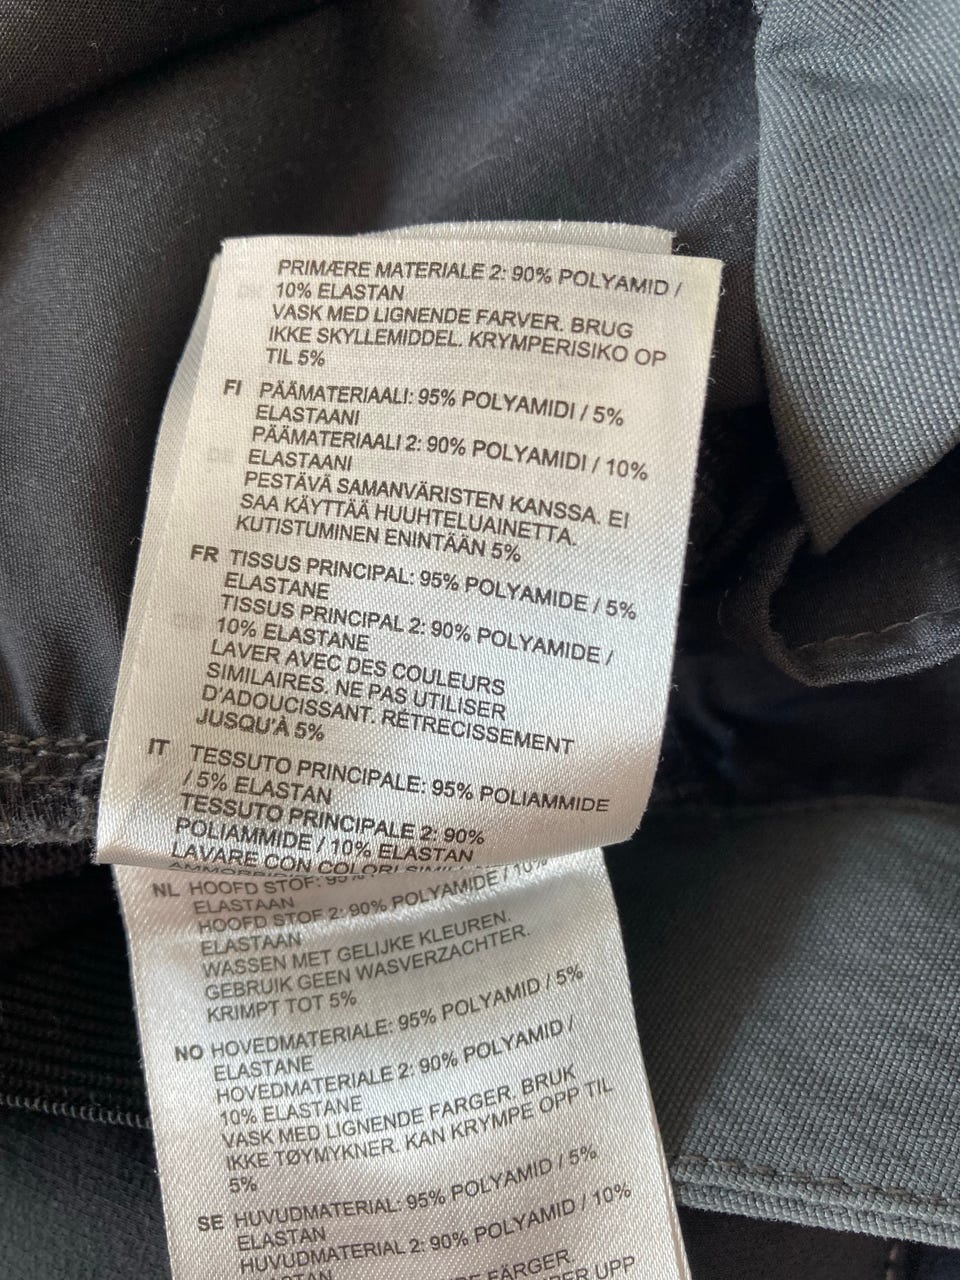 PRIMÆRE MATERIALE 2: 90% POLYAMID /
10% ELASTAN
VASK MED LIGNENDE FARVER. BRUG
IKKE SKYLLEMIDDEL. KRYMPERISIKO OP
TIL 5%
FI PÄÄMATERIAALI: 95% POLYAMIDI / 5%
ELASTAANI
PÄÄMATERIAALI 2: 90% POLYAMIDI / 10%
ELASTAANI
PESTÄVÄ SAMANVÄRISTEN KANSSA. EI
SAA KÄYTTÄÄ HUUHTELUAINETTA.
KUTISTUMINEN ENINTÄÄN 5%
FR TISSUS PRINCIPAL: 95% POLYAMIDE / 5%
ELASTANE
TISSUS PRINCIPAL 2: 90% POLYAMIDE /
10% ELASTANE
LAVER AVEC DES COULEURS
SIMILAIRES. NE PAS UTILISER
D'ADOUCISSANT. RETRECISSEMENT
JUSQU'À 5%
IT TESSUTO PRINCIPALE: 95% POLIAMMIDE
/ 5% ELASTAN
TESSUTO PRINCIPALE 2: 90%
POLIAMMIDE / 10% ELASTAN
LAVARE CON COLORI
NL HOOFD STOF: 95%
ELASTAAN
HOOFD STOF 2: 90% POLYAMIDE / 10%
ELASTAAN
WASSEN MET GELIJKE KLEUREN.
GEBRUIK GEEN WASVERZACHTER.
KRIMPT TOT 5%
NO HOVEDMATERIALE: 95% POLYAMID / 5%
ELASTANE
HOVEDMATERIALE 2: 90% POLYAMID /
10% ELASTANE
VASK MED LIGNENDE FARGER. BRUK
IKKE TØYMYKNER. KAN KRYMPE OPP TIL
5%
SE HUVUDMATERIAL: 95% POLYAMID / 5%
ELASTAN
HUVUDMATERIAL 2: 90% POLYAMID / 10%
FÄRGER
UPP